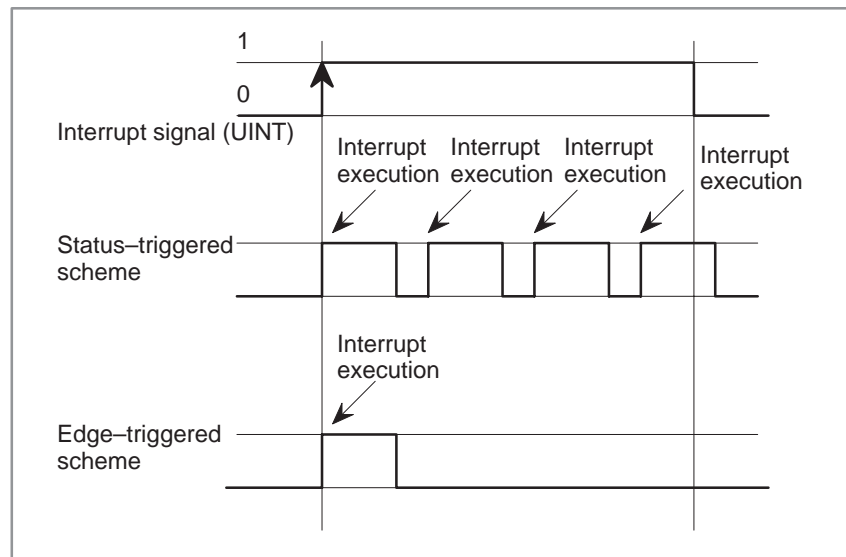 1
0
Interrupt signal (UINT)
Interrupt
execution
Interrupt
execution
Interrupt
execution
Interrupt
execution
Status–triggered
scheme
Interrupt
execution
Edge–triggered
scheme